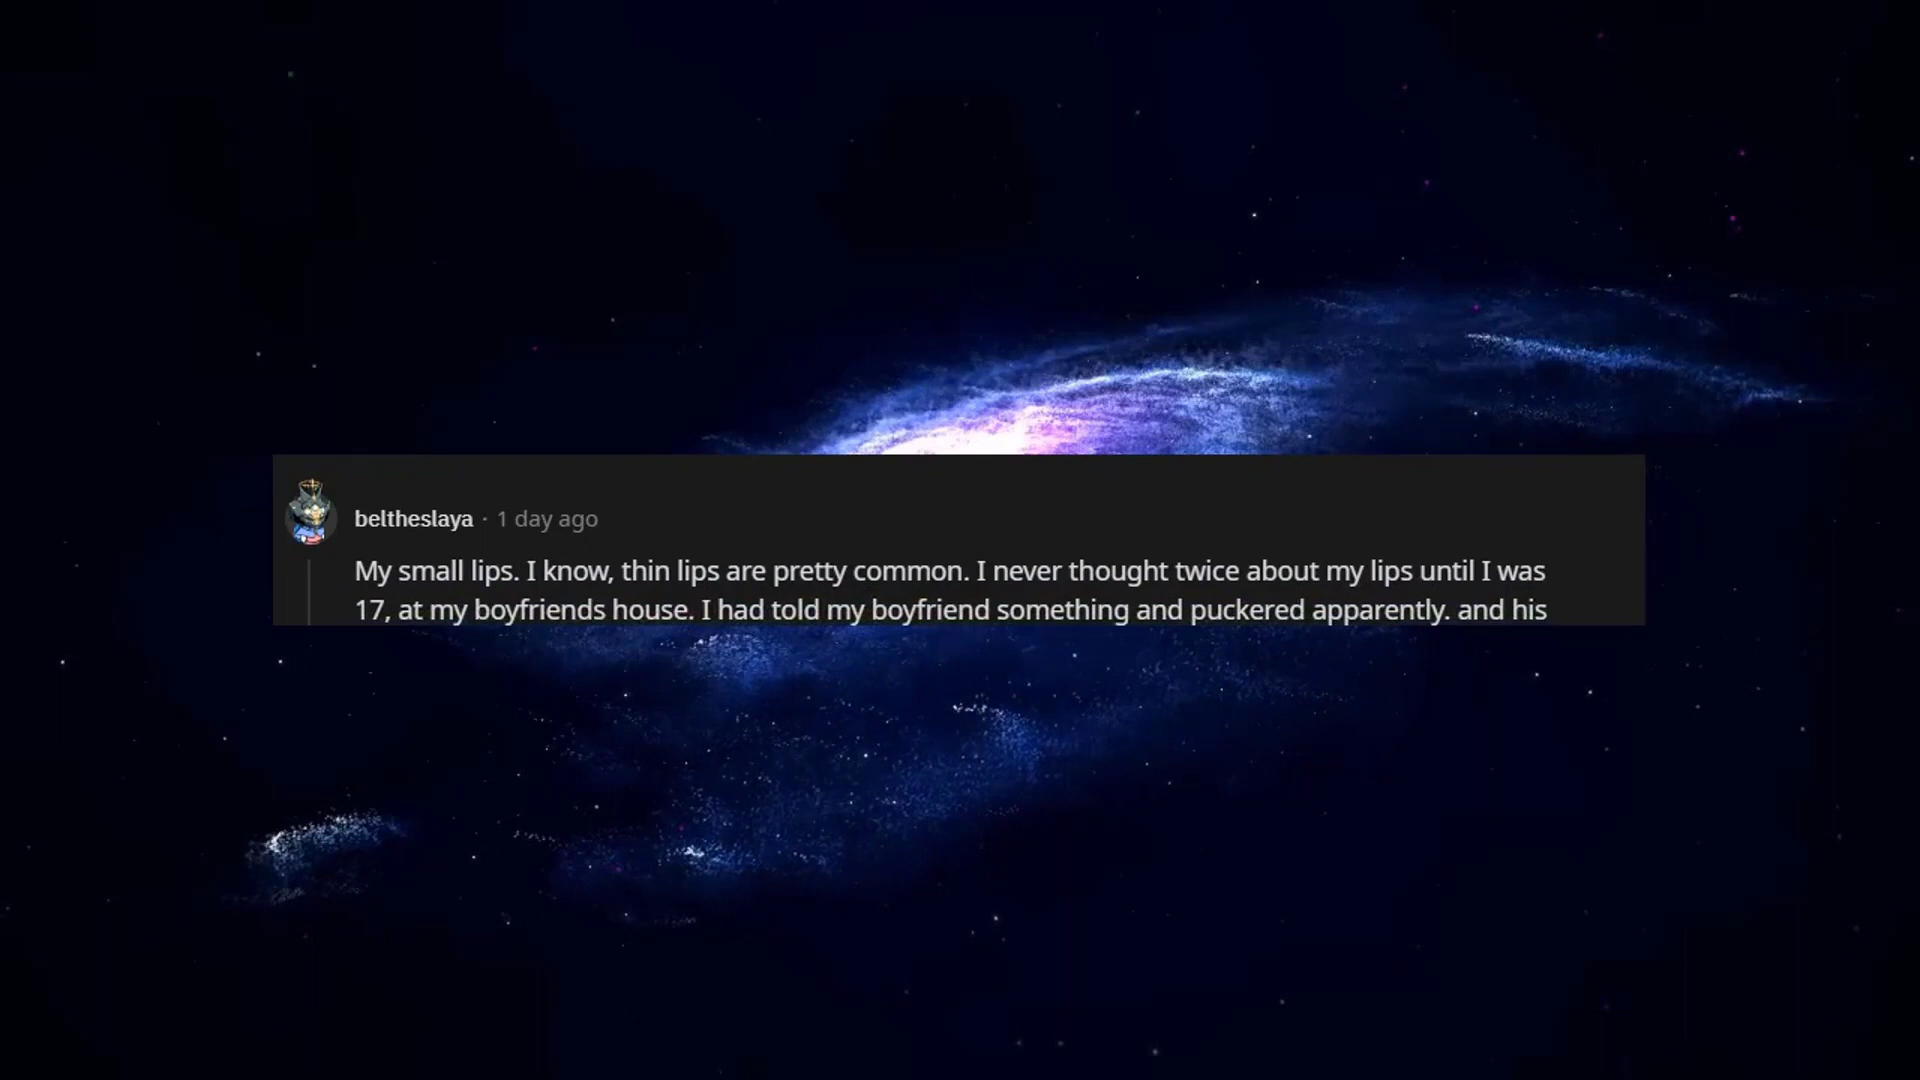 beltheslaya · 1 day ago
My small lips. I know, thin lips are pretty common. I never thought twice about my lips until I was
17, at my boyfriends house. I had told my boyfriend something and puckered apparently. and his